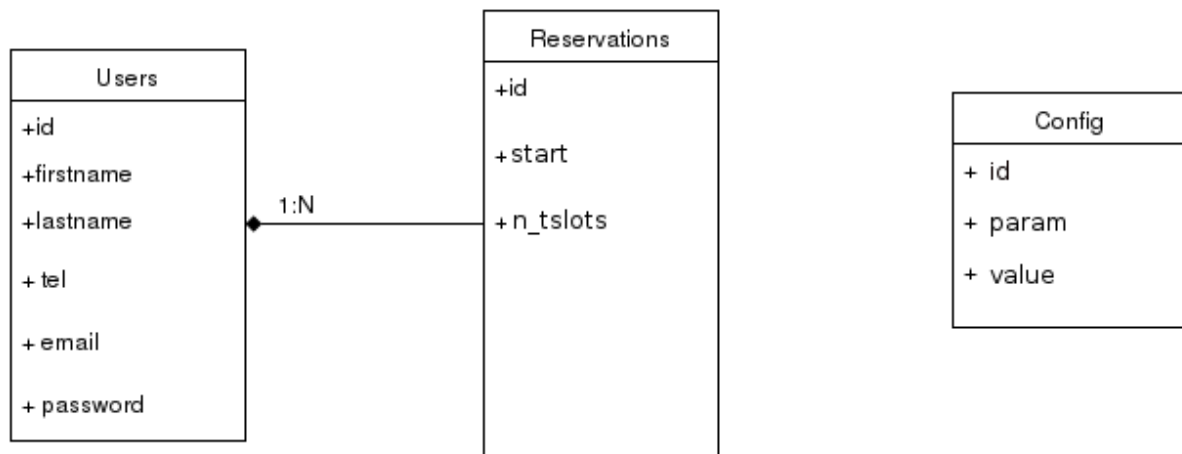 Users
+id
+firstname
+lastname
+ tel
+ email
+ password
1:N
Reservations
+id
+ start
+ n_tslots
Config
+ id
+ param
+ value